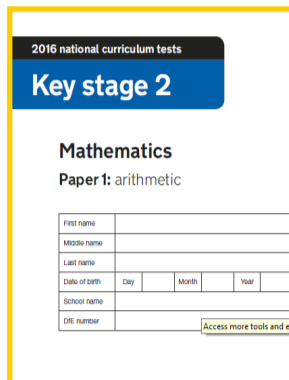 2016 national curriculum tests
Key stage 2
Mathematics
Paper 1: arithmetic
First name
Middle name
Last name
Date of birth Day Month Year
School name
DfE number
Access more tools and e